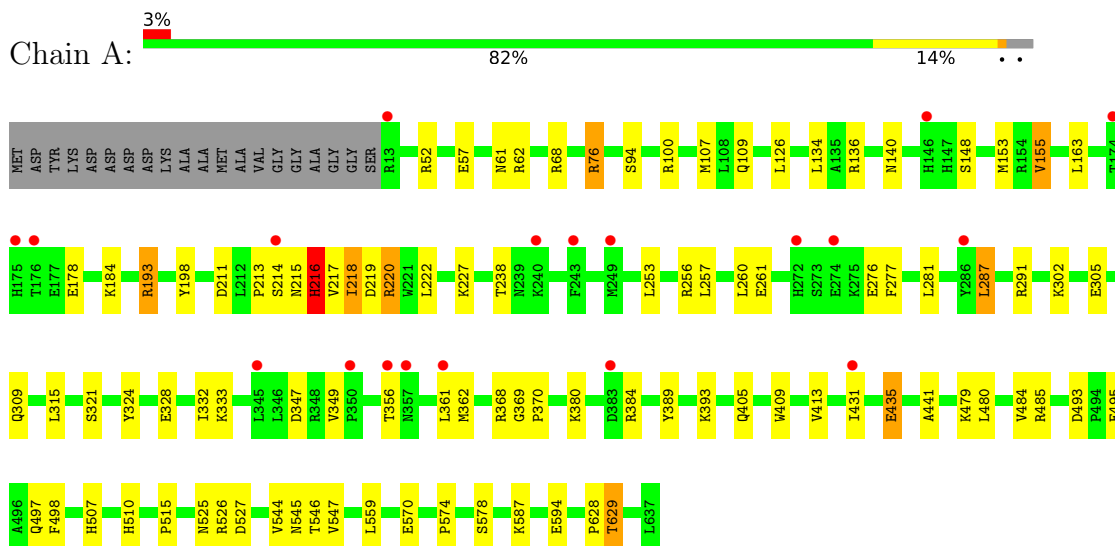 3%
Chain A:
82% 14% • •
MET ASP TYR LYS ASP ASP ASP ASP LYS ALA ALA MET ALA VAL GLY GLY ALA GLY GLY SER R13 R52 E57 N61 R62 R68 R76 S94 R100 M107 L108 Q109 L126 L134 A135 R136 N140 H146 H147 S148 M153 R154 V155 L163 T174
H175 T176 E177 E178 K184 R193 Y198 D211 L212 P213 S214 N215 H216 V217 I218 D219 R220 W221 L222 K227 T238 N239 K240 F243 M249 L253 R256 L257 L260 E261 H272 S273 E274 K275 E276 F277 L281 Y286 L287 R291 K302 E305
Q309 L315 S321 Y324 E328 I332 K333 L345 L346 D347 R348 V349 P350 T356 N357 L361 M362 R368 G369 P370 K380 D383 R384 Y389 K393 Q405 W409 V413 V431 E435 A441 K479 L480 V484 R485 D493 P494 E495
A496 Q497 F498 H507 H510 P515 N525 R526 D527 V544 N545 T546 V547 L559 E570 P574 S578 K587 E594 P628 T629 L637